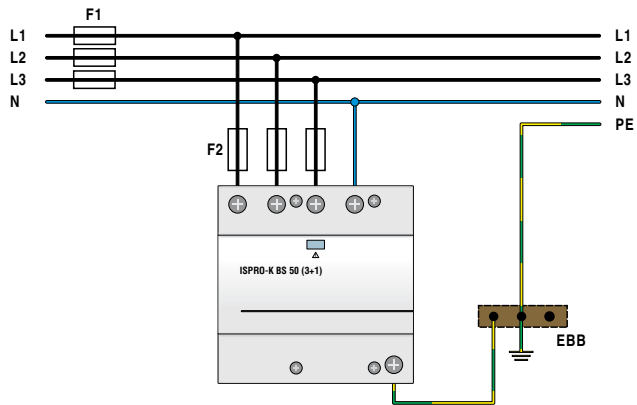 F1
L1 L1
L2 L2
L3 L3
N N
PE
F2
ISPRO-K BS 50 (3+1)
EBB